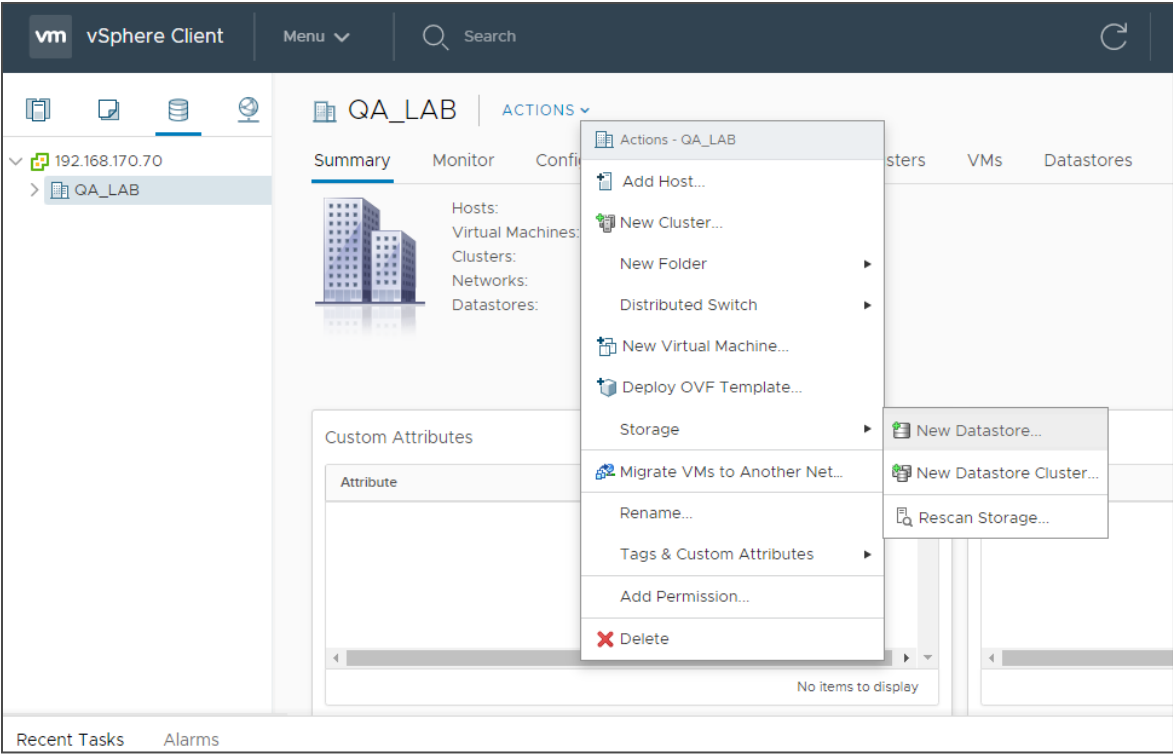 vm vSphere Client Menu Search
QA_LAB ACTIONS
192.168.170.70
QA_LAB
Summary Monitor Confi sters VMs Datastores
Hosts:
Virtual Machines:
Clusters:
Networks:
Datastores:
Actions - QA_LAB
Add Host...
New Cluster...
New Folder
Distributed Switch
New Virtual Machine...
Deploy OVF Template...
Storage
Migrate VMs to Another Net...
Rename...
Tags & Custom Attributes
Add Permission...
Delete
New Datastore...
New Datastore Cluster...
Rescan Storage...
Custom Attributes
Attribute
No items to display
Recent Tasks Alarms